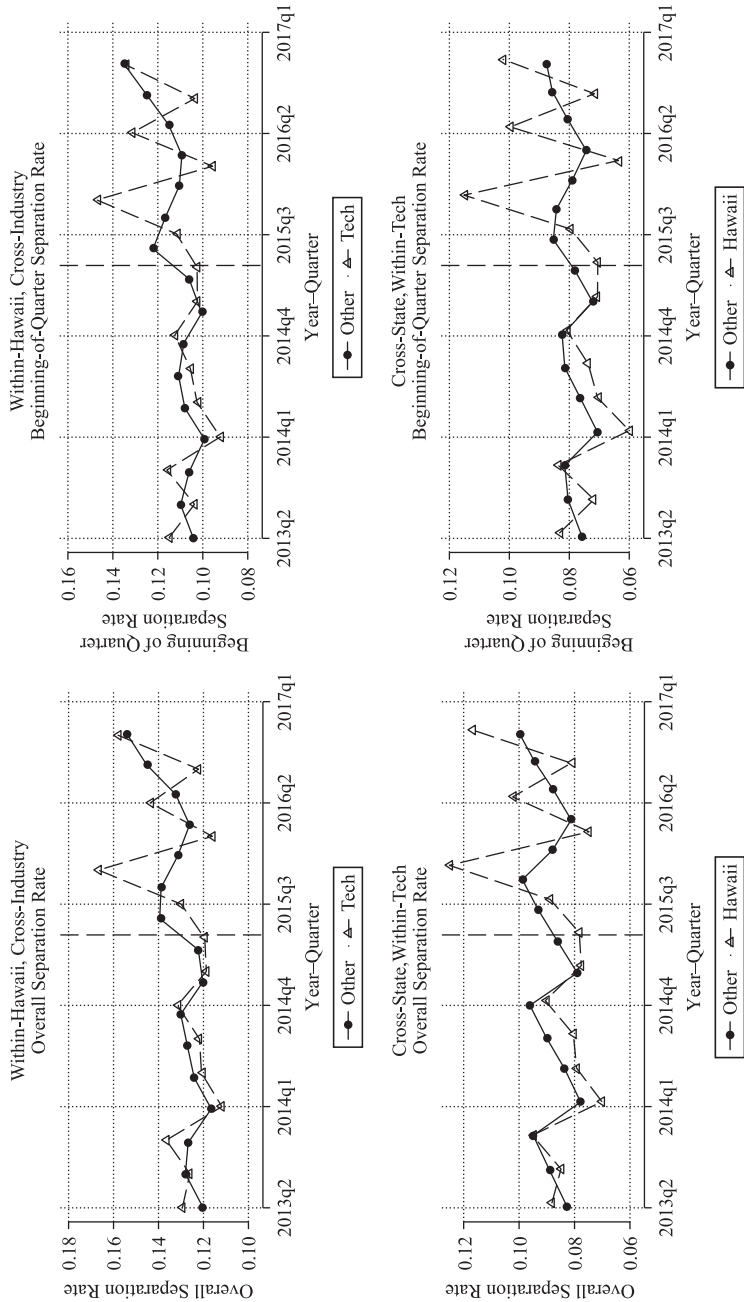 Within-Hawaii, Cross-Industry
Overall Separation Rate
Overall Separation Rate
0.18
0.16
0.14
0.12
0.10
2013q2
2014q1
2014q4
2015q3
2016q2
2017q1
Year–Quarter
Other
Tech
Within-Hawaii, Cross-Industry
Beginning-of-Quarter Separation Rate
Beginning of Quarter
Separation Rate
0.16
0.14
0.12
0.10
0.08
2013q2
2014q1
2014q4
2015q3
2016q2
2017q1
Year–Quarter
Other
Tech
Cross-State, Within-Tech
Overall Separation Rate
Overall Separation Rate
0.12
0.10
0.08
0.06
2013q2
2014q1
2014q4
2015q3
2016q2
2017q1
Year–Quarter
Other
Hawaii
Cross-State, Within-Tech
Beginning-of-Quarter Separation Rate
Beginning of Quarter
Separation Rate
0.12
0.10
0.08
0.06
2013q2
2014q1
2014q4
2015q3
2016q2
2017q1
Year–Quarter
Other
Hawaii